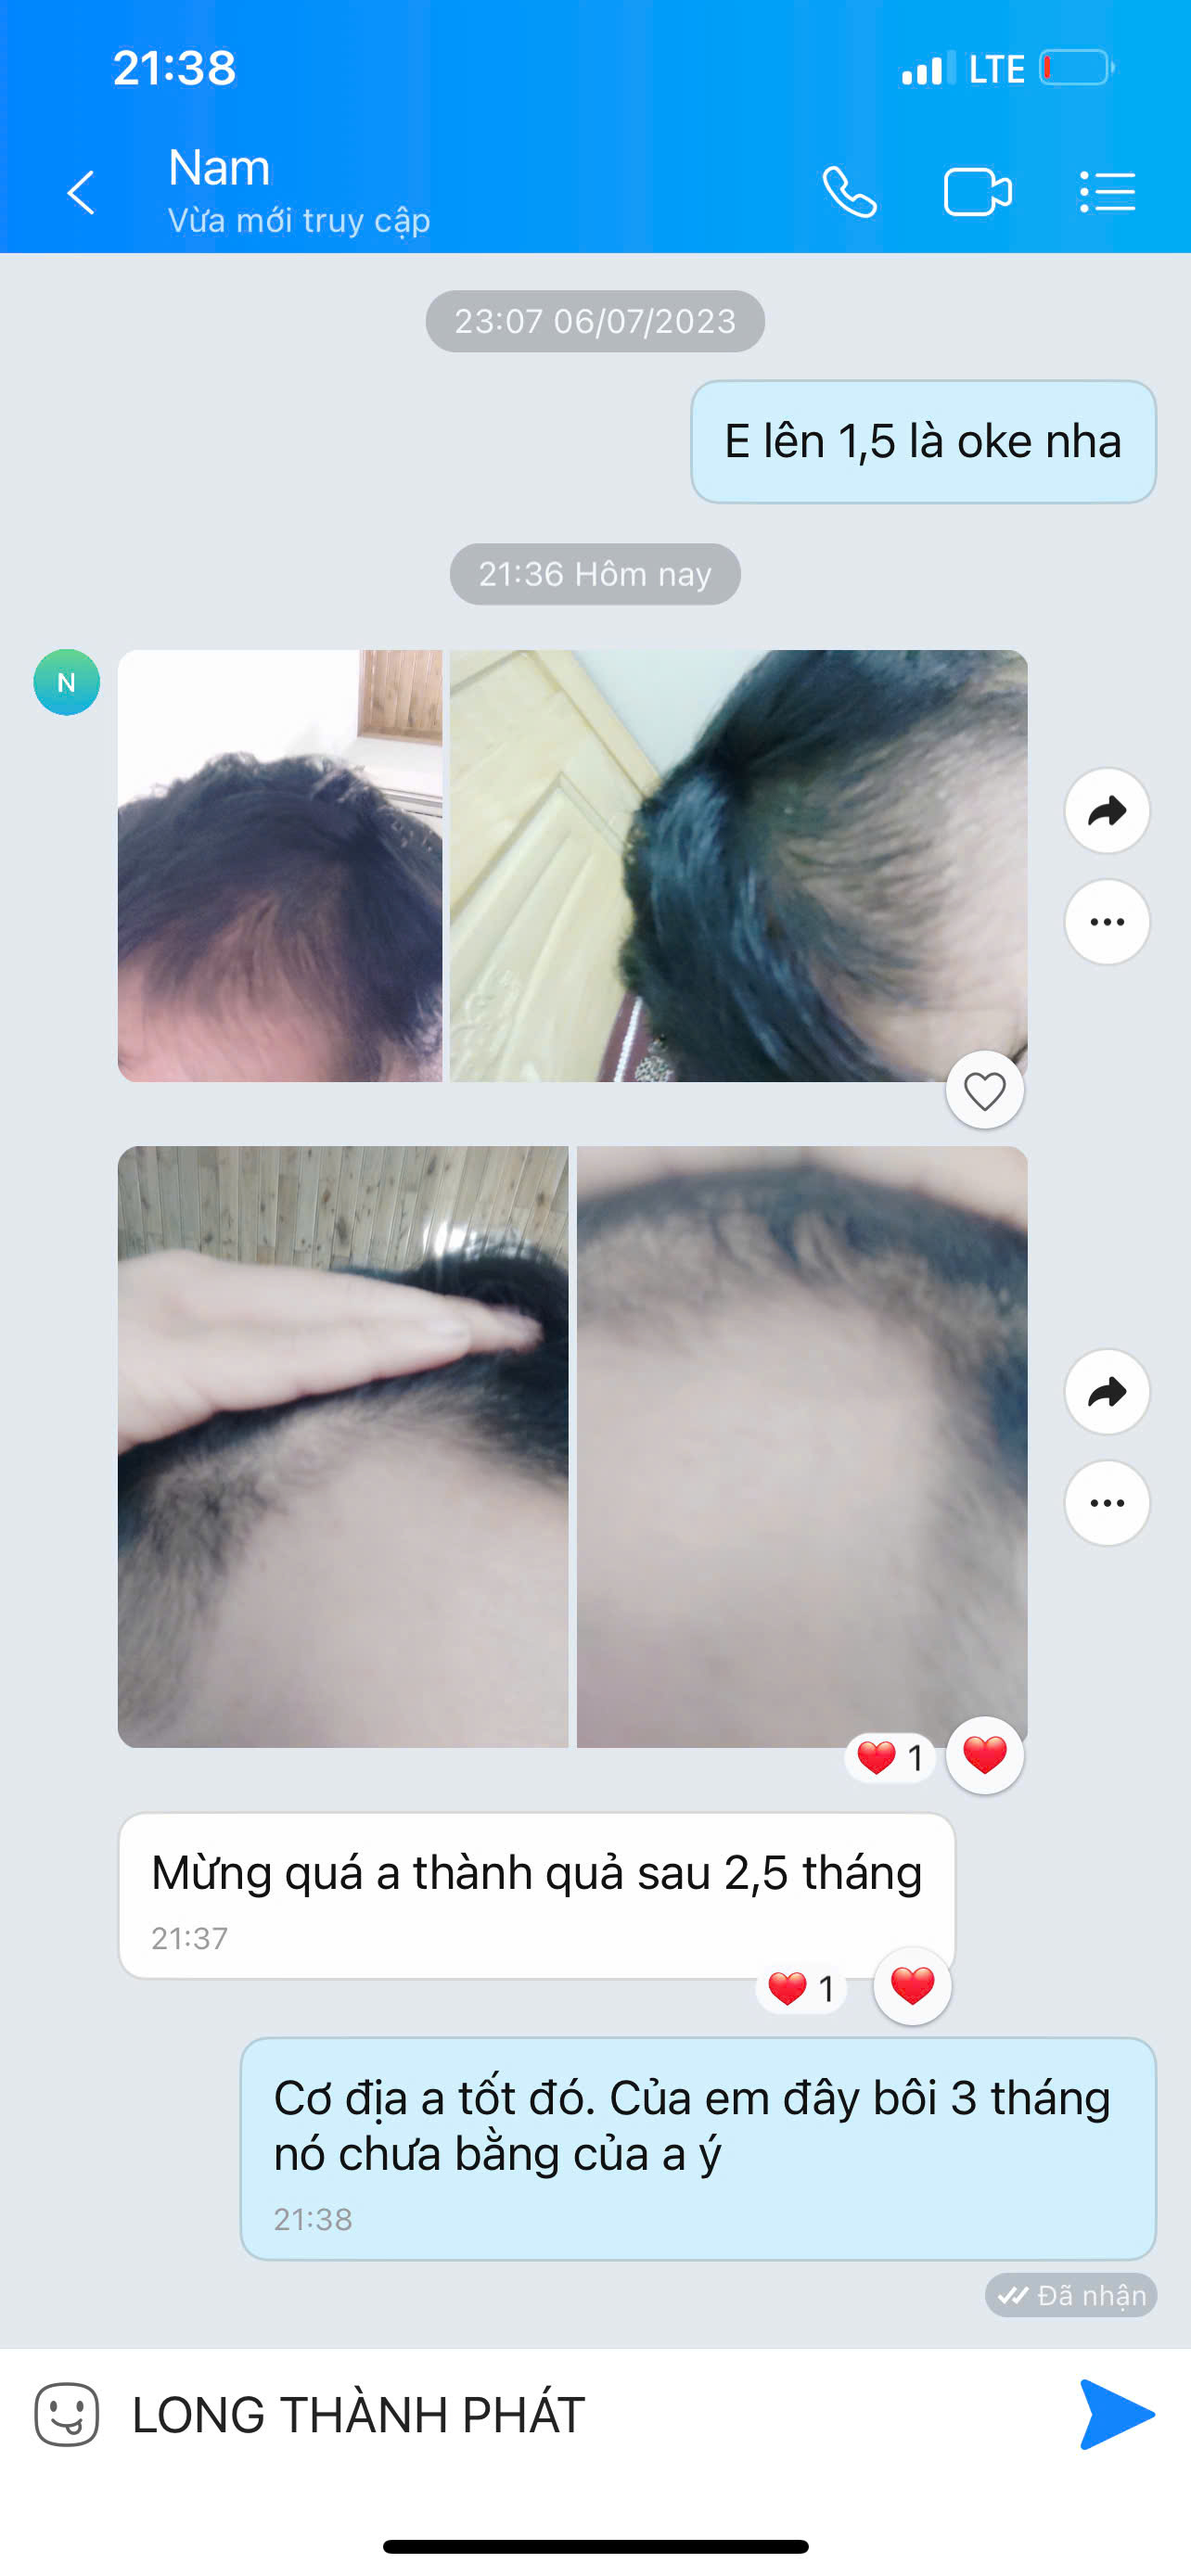 21:38
LTE
Nam
Vừa mới truy cập
23:07 06/07/2023
E lên 1,5 là oke nha
21:36 Hôm nay
N
1
Mừng quá a thành quả sau 2,5 tháng
21:37
1
Cơ địa a tốt đó. Của em đây bôi 3 tháng
nó chưa bằng của a ý
21:38
Đã nhận
LONG THÀNH PHÁT